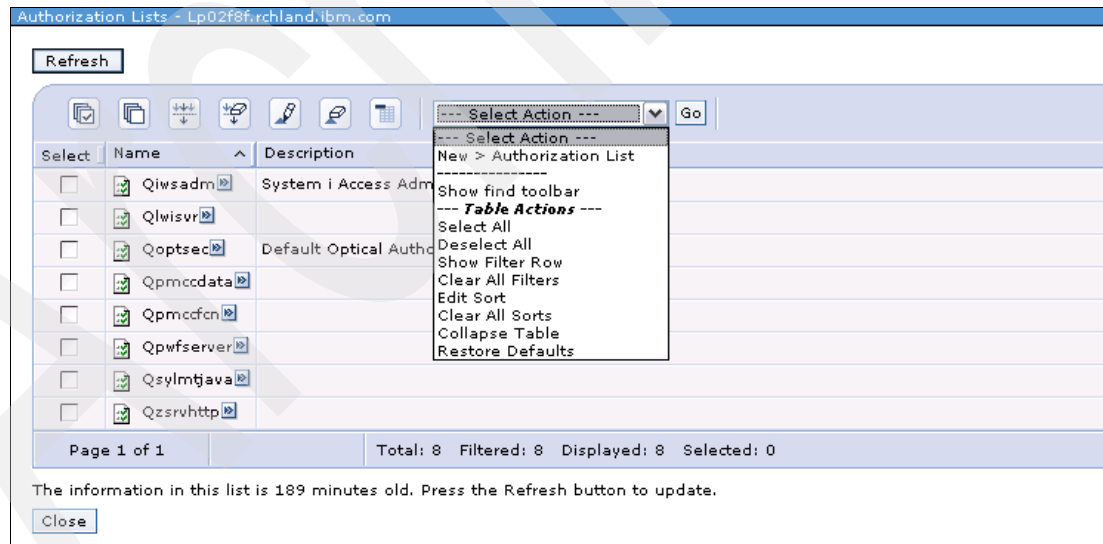 Authorization Lists - Lp02f8f.rchland.ibm.com
Refresh
--- Select Action --- Go
--- Select Action ---
New > Authorization List
---------------
Show find toolbar
--- Table Actions ---
Select All
Deselect All
Show Filter Row
Clear All Filters
Edit Sort
Clear All Sorts
Collapse Table
Restore Defaults
Select Name Description
Qiwsadm System i Access Adm
Qlwisvr
Qoptsec Default Optical Autho
Qpmccdata
Qpmccfcn
Qpwfserver
Qsylmtjava
Qzsrvhttp
Page 1 of 1 Total: 8 Filtered: 8 Displayed: 8 Selected: 0
The information in this list is 189 minutes old. Press the Refresh button to update.
Close